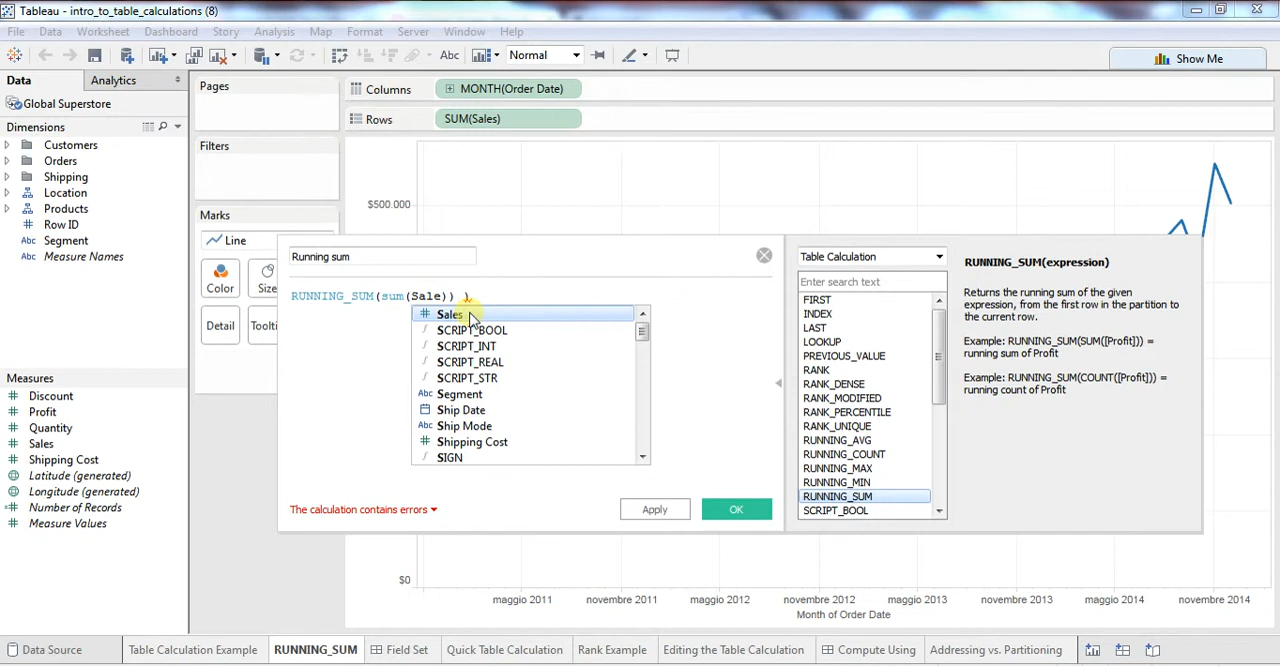 Tableau - intro_to_table_calculations (8)
File Data Worksheet Dashboard Story Analysis Map Format Server Window Help
Abc Normal Show Me
Data Analytics
Global Superstore
Dimensions
Customers
Orders
Shipping
Location
Products
Row ID
Abc Segment
Abc Measure Names
Measures
Discount
Profit
Quantity
Sales
Shipping Cost
Latitude (generated)
Longitude (generated)
Number of Records
Measure Values
Pages
Filters
Marks
Line
Color Size
Detail Toolti
Columns MONTH(Order Date)
Rows SUM(Sales)
$500.000
$0
maggio 2011 novembre 2011 maggio 2012 novembre 2012 maggio 2013 novembre 2013 maggio 2014 novembre 2014
Month of Order Date
Running sum
RUNNING_SUM(sum(Sale)) )
Sales
SCRIPT_BOOL
SCRIPT_INT
SCRIPT_REAL
SCRIPT_STR
Abc Segment
Ship Date
Abc Ship Mode
Shipping Cost
SIGN
The calculation contains errors
Apply OK
Table Calculation
Enter search text
FIRST
INDEX
LAST
LOOKUP
PREVIOUS_VALUE
RANK
RANK_DENSE
RANK_MODIFIED
RANK_PERCENTILE
RANK_UNIQUE
RUNNING_AVG
RUNNING_COUNT
RUNNING_MAX
RUNNING_MIN
RUNNING_SUM
SCRIPT_BOOL
RUNNING_SUM(expression)
Returns the running sum of the
given
expression, from the first row in the partition to
the current row.
Example: RUNNING_SUM(SUM([Profit])) =
running sum of Profit
Example: RUNNING_SUM(COUNT([Profit])) =
running count of Profit
Data Source Table Calculation Example RUNNING_SUM Field Set Quick Table Calculation Rank Example Editing the Table Calculation Compute Using Addressing vs. Partitioning